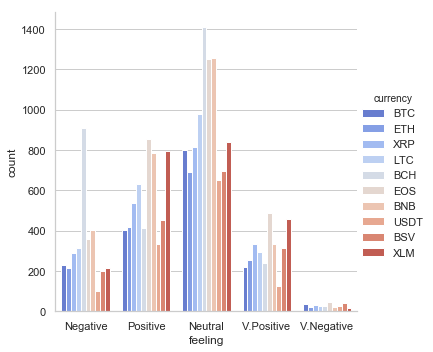 1400
1200
1000
800
600
400
200
0
count
Negative Positive Neutral V.Positive V.Negative
feeling
currency
BTC
ETH
XRP
LTC
BCH
EOS
BNB
USDT
BSV
XLM